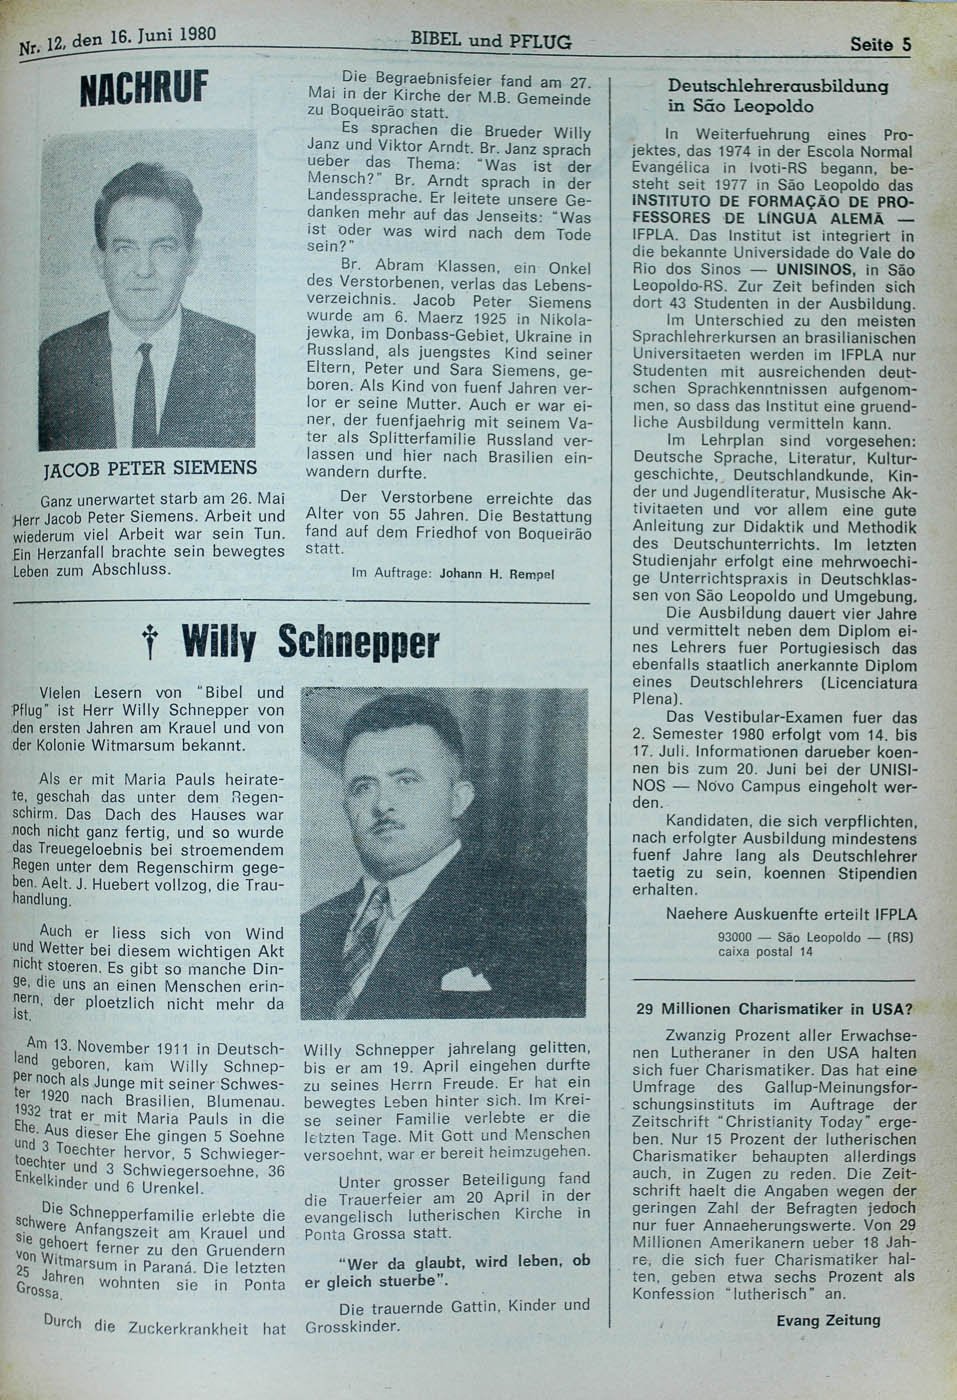 Nr. 12, den 16. Juni 1980
BIBEL und PFLUG
Seite 5
NACHRUF
JACOB PETER SIEMENS
Ganz unerwartet starb am 26. Mai
Herr Jacob Peter Siemens. Arbeit und
wiederum viel Arbeit war sein Tun.
Ein Herzanfall brachte sein bewegtes
Leben zum Abschluss.
Die Begraebnisfeier fand am 27.
Mai in der Kirche der M.B. Gemeinde
zu Boqueirão statt.
Es sprachen die Brueder Willy
Janz und Viktor Arndt. Br. Janz sprach
ueber das Thema: "Was ist der
Mensch?" Br. Arndt sprach in der
Landessprache. Er leitete unsere Ge-
danken mehr auf das Jenseits: "Was
ist oder was wird nach dem Tode
sein?"
Br. Abram Klassen, ein Onkel
des Verstorbenen, verlas das Lebens-
verzeichnis. Jacob Peter Siemens
wurde am 6. Maerz 1925 in Nikola-
jewka, im Donbass-Gebiet, Ukraine in
Russland, als juengstes Kind seiner
Eltern, Peter und Sara Siemens, ge-
boren. Als Kind von fuenf Jahren ver-
lor er seine Mutter. Auch er war ei-
ner, der fuenfjaehrig mit seinem Va-
ter als Splitterfamilie Russland ver-
lassen und hier nach Brasilien ein-
wandern durfte.
Der Verstorbene erreichte das
Alter von 55 Jahren. Die Bestattung
fand auf dem Friedhof von Boqueirão
statt.
Im Auftrage: Johann H. Rempel
† Willy Schnepper
Vielen Lesern von "Bibel und
Pflug" ist Herr Willy Schnepper von
den ersten Jahren am Krauel und von
der Kolonie Witmarsum bekannt.
Als er mit Maria Pauls heirate-
te, geschah das unter dem Regen-
schirm. Das Dach des Hauses war
noch nicht ganz fertig, und so wurde
das Treuegeloebnis bei stroemendem
Regen unter dem Regenschirm gege-
ben. Aelt. J. Huebert vollzog, die Trau-
handlung.
Auch er liess sich von Wind
und Wetter bei diesem wichtigen Akt
nicht stoeren. Es gibt so manche Din-
ge, die uns an einen Menschen erin-
nern, der ploetzlich nicht mehr da
ist.
Am 13. November 1911 in Deutsch-
land geboren, kam Willy Schnep-
per noch als Junge mit seiner Schwes-
ter 1920 nach Brasilien, Blumenau.
1932 trat er mit Maria Pauls in die
Ehe. Aus dieser Ehe gingen 5 Soehne
und 3 Toechter hervor, 5 Schwieger-
toechter und 3 Schwiegersoehne, 36
Enkelkinder und 6 Urenkel.
Die Schnepperfamilie erlebte die
schwere Anfangszeit am Krauel und
sie gehoert ferner zu den Gruendern
von Witmarsum in Paraná. Die letzten
25 Jahren wohnten sie in Ponta
Grossa.
Durch die Zuckerkrankheit hat
Willy Schnepper jahrelang gelitten,
bis er am 19. April eingehen durfte
zu seines Herrn Freude. Er hat ein
bewegtes Leben hinter sich. Im Krei-
se seiner Familie verlebte er die
letzten Tage. Mit Gott und Menschen
versoehnt, war er bereit heimzugehen.
Unter grosser Beteiligung fand
die Trauerfeier am 20 April in der
evangelisch lutherischen Kirche in
Ponta Grossa statt.
"Wer da glaubt, wird leben, ob
er gleich stuerbe".
Die trauernde Gattin, Kinder und
Grosskinder.
Deutschlehrerausbildung
in São Leopoldo
In Weiterfuehrung eines Pro-
jektes, das 1974 in der Escola Normal
Evangélica in Ivoti-RS begann, be-
steht seit 1977 in São Leopoldo das
INSTITUTO DE FORMAÇÃO DE PRO-
FESSORES DE LINGUA ALEMÃ —
IFPLA. Das Institut ist integriert in
die bekannte Universidade do Vale do
Rio dos Sinos — UNISINOS, in São
Leopoldo-RS. Zur Zeit befinden sich
dort 43 Studenten in der Ausbildung.
Im Unterschied zu den meisten
Sprachlehrerkursen an brasilianischen
Universitaeten werden im IFPLA nur
Studenten mit ausreichenden deut-
schen Sprachkenntnissen aufgenom-
men, so dass das Institut eine gruend-
liche Ausbildung vermitteln kann.
Im Lehrplan sind vorgesehen:
Deutsche Sprache, Literatur, Kultur-
geschichte, Deutschlandkunde, Kin-
der und Jugendliteratur, Musische Ak-
tivitaeten und vor allem eine gute
Anleitung zur Didaktik und Methodik
des Deutschunterrichts. Im letzten
Studienjahr erfolgt eine mehrwoechi-
ge Unterrichtspraxis in Deutschklas-
sen von São Leopoldo und Umgebung.
Die Ausbildung dauert vier Jahre
und vermittelt neben dem Diplom ei-
nes Lehrers fuer Portugiesisch das
ebenfalls staatlich anerkannte Diplom
eines Deutschlehrers (Licenciatura
Plena).
Das Vestibular-Examen fuer das
2. Semester 1980 erfolgt vom 14. bis
17. Juli. Informationen darueber koen-
nen bis zum 20. Juni bei der UNISI-
NOS — Novo Campus eingeholt wer-
den.
Kandidaten, die sich verpflichten,
nach erfolgter Ausbildung mindestens
fuenf Jahre lang als Deutschlehrer
taetig zu sein, koennen Stipendien
erhalten.
Naehere Auskuenfte erteilt IFPLA
93000 — São Leopoldo — (RS)
caixa postal 14
29 Millionen Charismatiker in USA?
Zwanzig Prozent aller Erwachse-
nen Lutheraner in den USA halten
sich fuer Charismatiker. Das hat eine
Umfrage des Gallup-Meinungsfor-
schungsinstituts im Auftrage der
Zeitschrift "Christianity Today" erge-
ben. Nur 15 Prozent der lutherischen
Charismatiker behaupten allerdings
auch, in Zugen zu reden. Die Zeit-
schrift haelt die Angaben wegen der
geringen Zahl der Befragten jedoch
nur fuer Annaeherungswerte. Von 29
Millionen Amerikanern ueber 18 Jah-
re, die sich fuer Charismatiker hal-
ten, geben etwa sechs Prozent als
Konfession "lutherisch" an.
Evang Zeitung